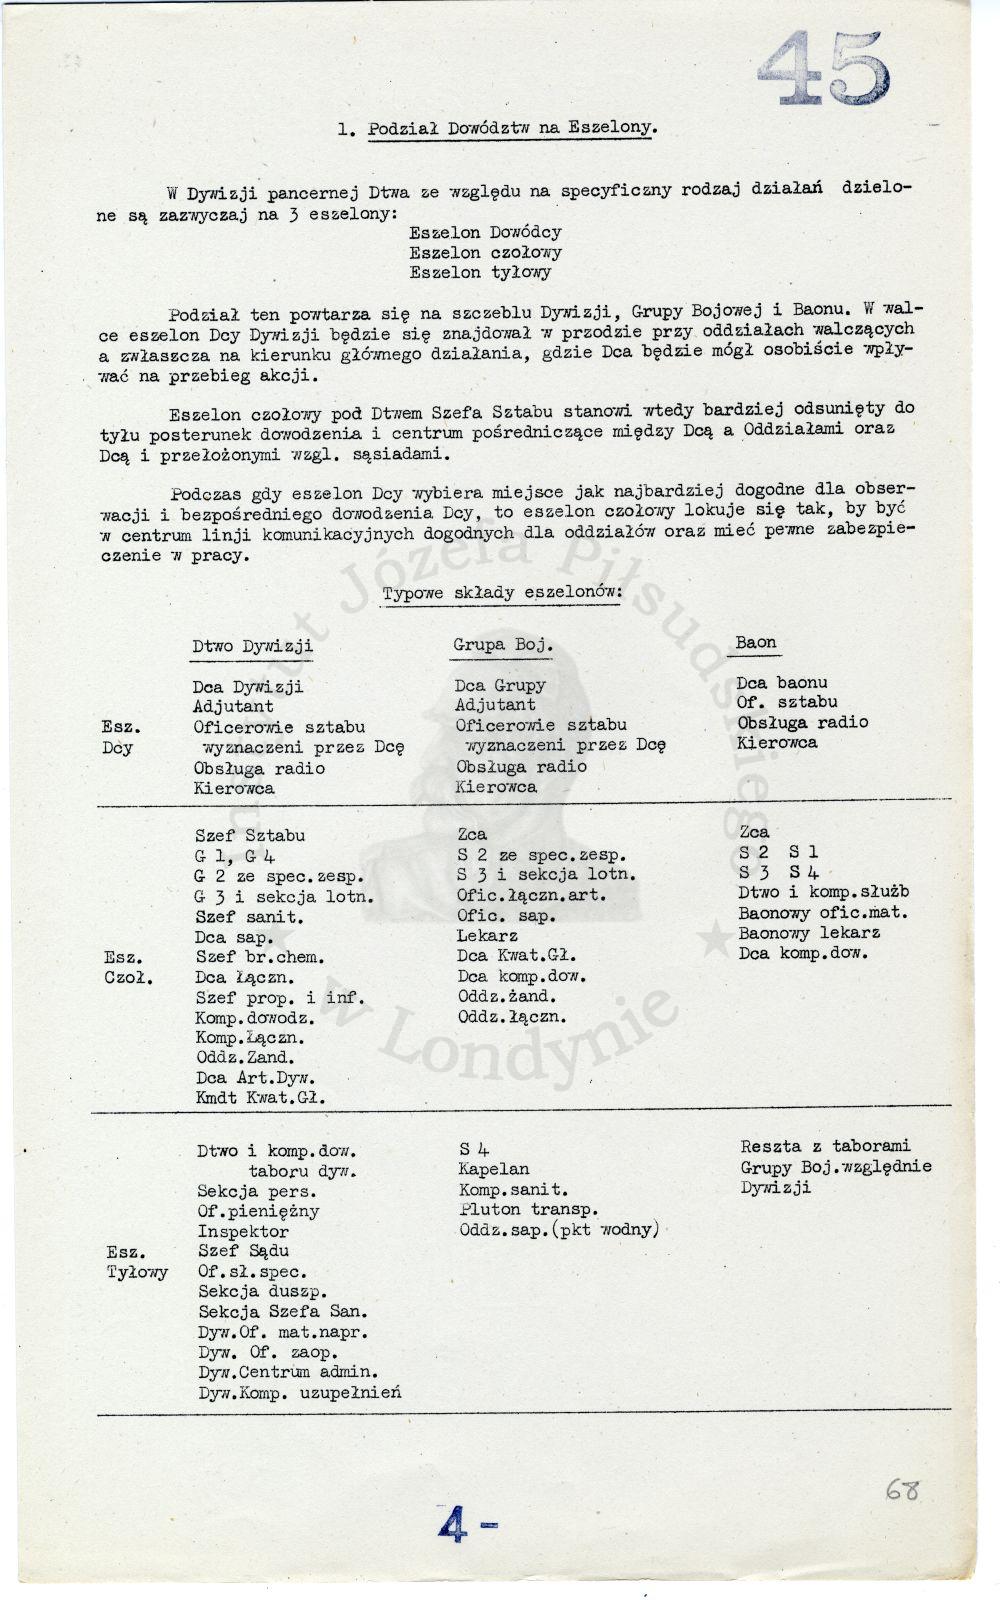 45
1. Podział Dowództw na Eszelony.
W Dywizji pancernej Dtwa ze względu na specyficzny rodzaj działań dzielo-
ne są zazwyczaj na 3 eszelony:
Eszelon Dowódcy
Eszelon czołowy
Eszelon tyłowy
Podział ten powtarza się na szczeblu Dywizji, Grupy Bojowej i Baonu. W wal-
ce eszelon Dcy Dywizji będzie się znajdował w przodzie przy oddziałach walczących
a zwłaszcza na kierunku głównego działania, gdzie Dca będzie mógł osobiście wpły-
wać na przebieg akcji.
Eszelon czołowy pod Dtwem Szefa Sztabu stanowi wtedy bardziej odsunięty do
tyłu posterunek dowodzenia i centrum pośredniczące między Dcą a Oddziałami oraz
Dcą i przełożonymi wzgl. sąsiadami.
Podczas gdy eszelon Dcy wybiera miejsce jak najbardziej dogodne dla obser-
wacji i bezpośredniego dowodzenia Dcy, to eszelon czołowy lokuje się tak, by być
w centrum linji komunikacyjnych dogodnych dla oddziałów oraz mieć pewne zabezpie-
czenie w pracy.
Typowe składy eszelonów:
Dtwo Dywizji
Grupa Boj.
Baon
Esz.
Dcy
Dca Dywizji
Adjutant
Oficerowie sztabu
wyznaczeni przez Dcę
Obsługa radio
Kierowca
Dca Grupy
Adjutant
Oficerowie sztabu
wyznaczeni przez Dcę
Obsługa radio
Kierowca
Dca baonu
Of. sztabu
Obsługa radio
Kierowca
Esz.
Czoł.
Szef Sztabu
G 1, G 4
G 2 ze spec.zesp.
G 3 i sekcja lotn.
Szef sanit.
Dca sap.
Szef br.chem.
Dca Łączn.
Szef prop. i inf.
Komp.dowodz.
Komp.Łączn.
Oddz.Zand.
Dca Art.Dyw.
Kmdt Kwat.Gł.
Zca
S 2 ze spec.zesp.
S 3 i sekcja lotn.
Ofic.łączn.art.
Ofic. sap.
Lekarz
Dca Kwat.Gł.
Dca komp.dow.
Oddz.żand.
Oddz.łączn.
Zca
S 2 S 1
S 3 S 4
Dtwo i komp.służb
Baonowy ofic.mat.
Baonowy lekarz
Dca komp.dow.
Esz.
Tyłowy
Dtwo i komp.dow.
taboru dyw.
Sekcja pers.
Of.pieniężny
Inspektor
Szef Sądu
Of.sł.spec.
Sekcja duszp.
Sekcja Szefa San.
Dyw.Of. mat.napr.
Dyw. Of. zaop.
Dyw.Centrum admin.
Dyw.Komp. uzupełnień
S 4
Kapelan
Komp.sanit.
Pluton transp.
Oddz.sap.(pkt wodny)
Reszta z taborami
Grupy Boj.względnie
Dywizji
68
4-
Instytut Józefa Piłsudskiego
w Londynie